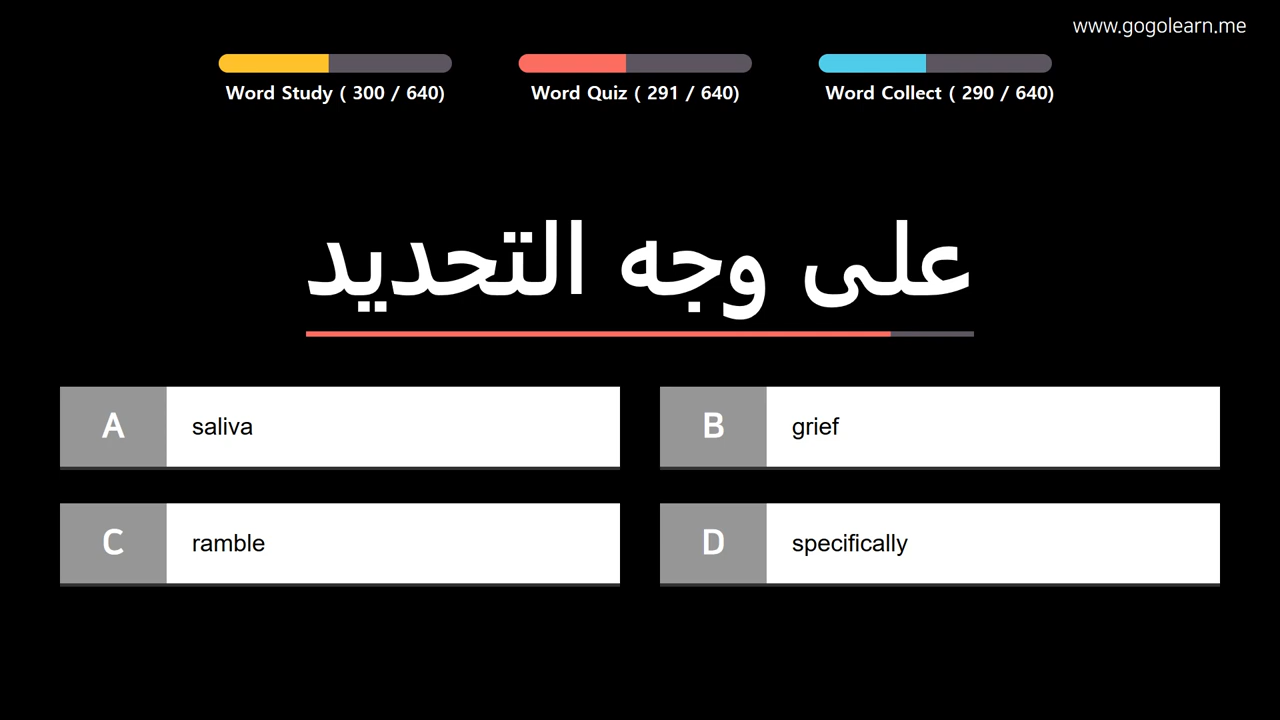 www.gogolearn.me
Word Study ( 300 / 640)
Word Quiz ( 291 / 640)
Word Collect ( 290 / 640)
على وجه التحديد
A saliva
B grief
C ramble
D specifically